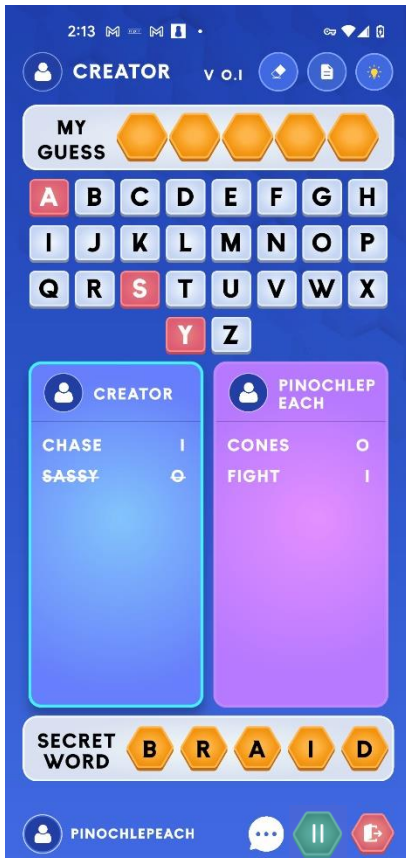 2:13
CREATOR V 0.1
MY
GUESS
A B C D E F G H
I J K L M N O P
Q R S T U V W X
Y Z
CREATOR
CHASE 1
SASSY 0
PINOCHLEP
EACH
CONES 0
FIGHT 1
SECRET
WORD
B R A I D
PINOCHLEPEACH